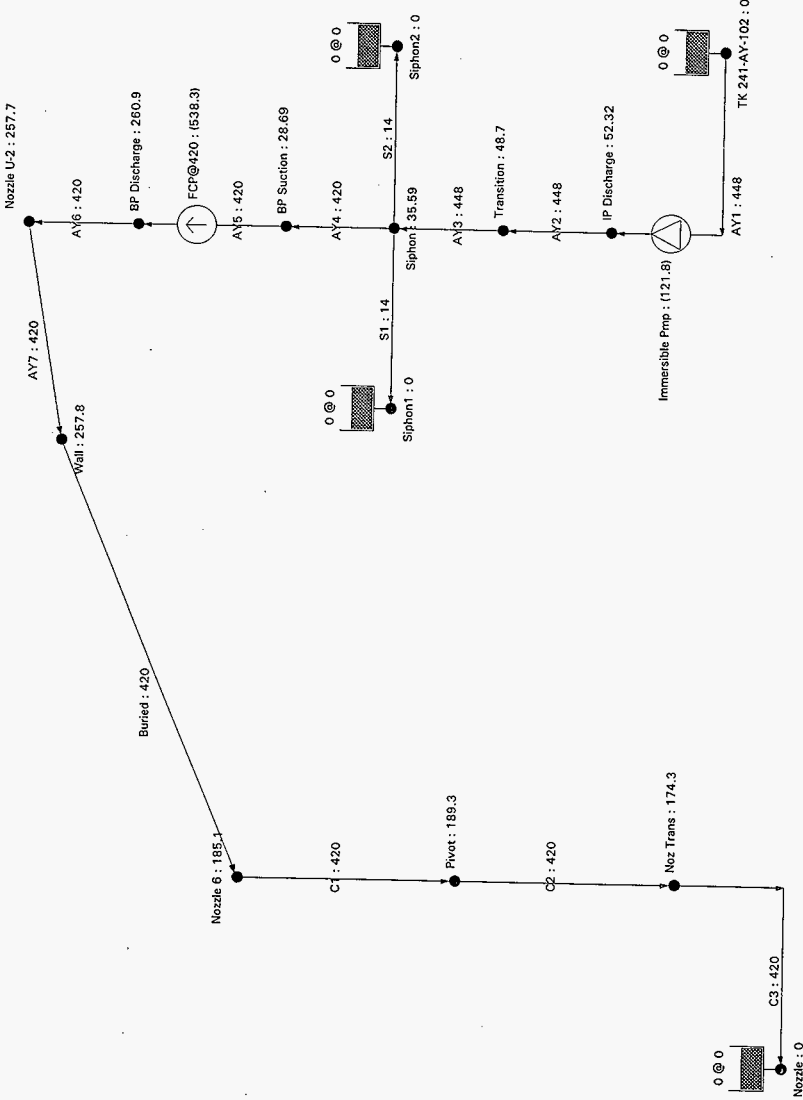 Nozzle U-2 : 257.7
AY6 : 420
BP Discharge : 260.9
FCP@420 : (538.3)
AY5 : 420
BP Suction : 28.69
AY4 : 420
0 @ 0
Siphon2 : 0
S2 : 14
Siphon : 35.59
S1 : 14
0 @ 0
Siphon1 : 0
AY3 : 448
Transition : 48.7
AY2 : 448
IP Discharge : 52.32
Immersible Pmp : (121.8)
0 @ 0
TK 241-AY-102 : 0
AY1 : 448
AY7 : 420
Wall : 257.8
Buried : 420
Nozzle 6 : 185.1
C1 : 420
Pivot : 189.3
C2 : 420
Noz Trans : 174.3
C3 : 420
0 @ 0
Nozzle : 0